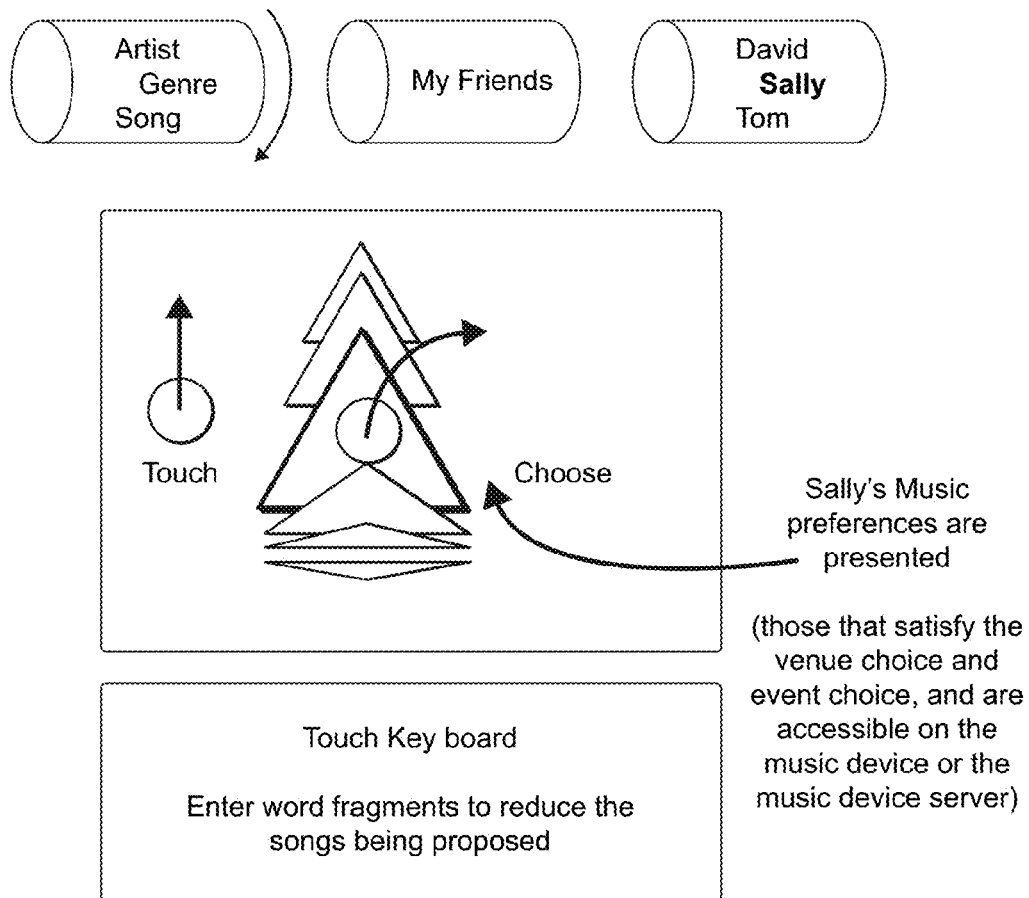 Artist
Genre
Song
My Friends
David
Sally
Tom
Touch
Choose
Sally's Music
preferences are
presented
(those that satisfy the
venue choice and
event choice, and are
accessible on the
music device or the
music device server)
Touch Key board
Enter word fragments to reduce the
songs being proposed